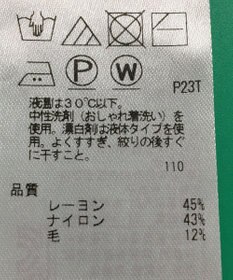 P
W
P23T
液温は30℃以下。
中性洗剤(おしゃれ着洗い)を
使用。漂白剤は液体タイプを使
用。よくすすぎ、絞りの後すぐ
に干すこと。
110
品質
レーヨン 45%
ナイロン 43%
毛 12%